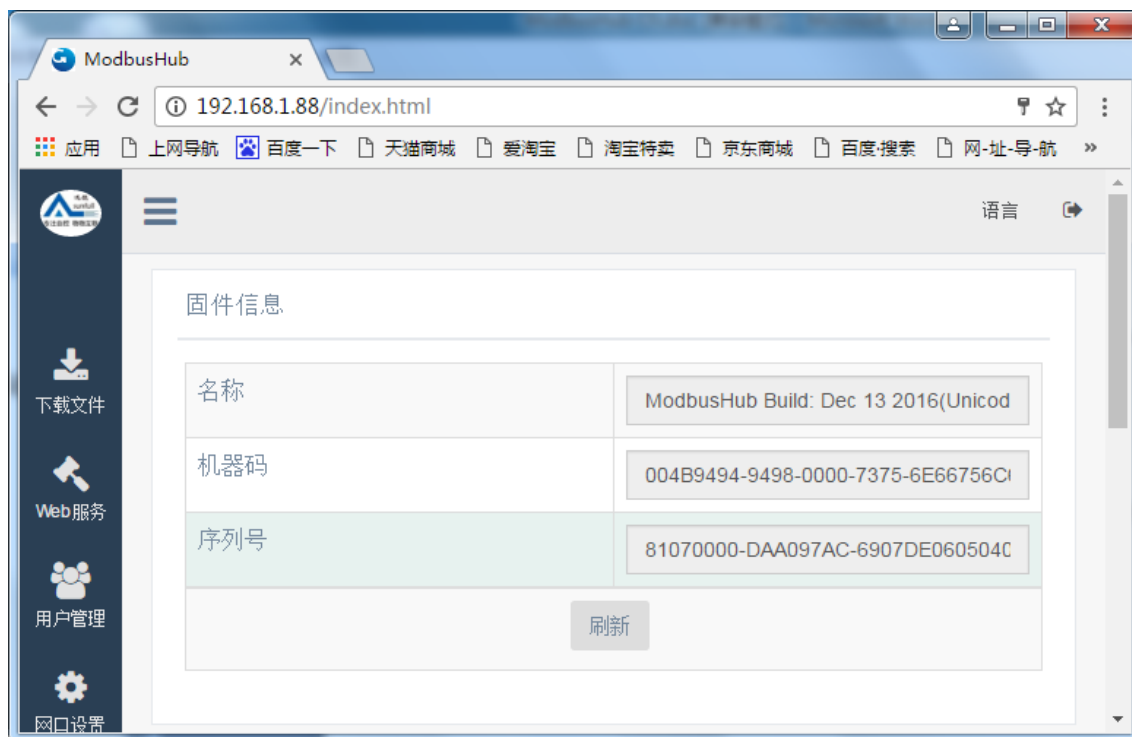 ModbusHub
192.168.1.88/index.html
应用 上网导航 百度一下 天猫商城 爱淘宝 淘宝特卖 京东商城 百度·搜索 网-址-导-航 »
语言
固件信息
名称 ModbusHub Build: Dec 13 2016(Unicod
机器码 004B9494-9498-0000-7375-6E66756C
序列号 81070000-DAA097AC-6907DE0605040
刷新
下载文件
Web服务
用户管理
网口设置